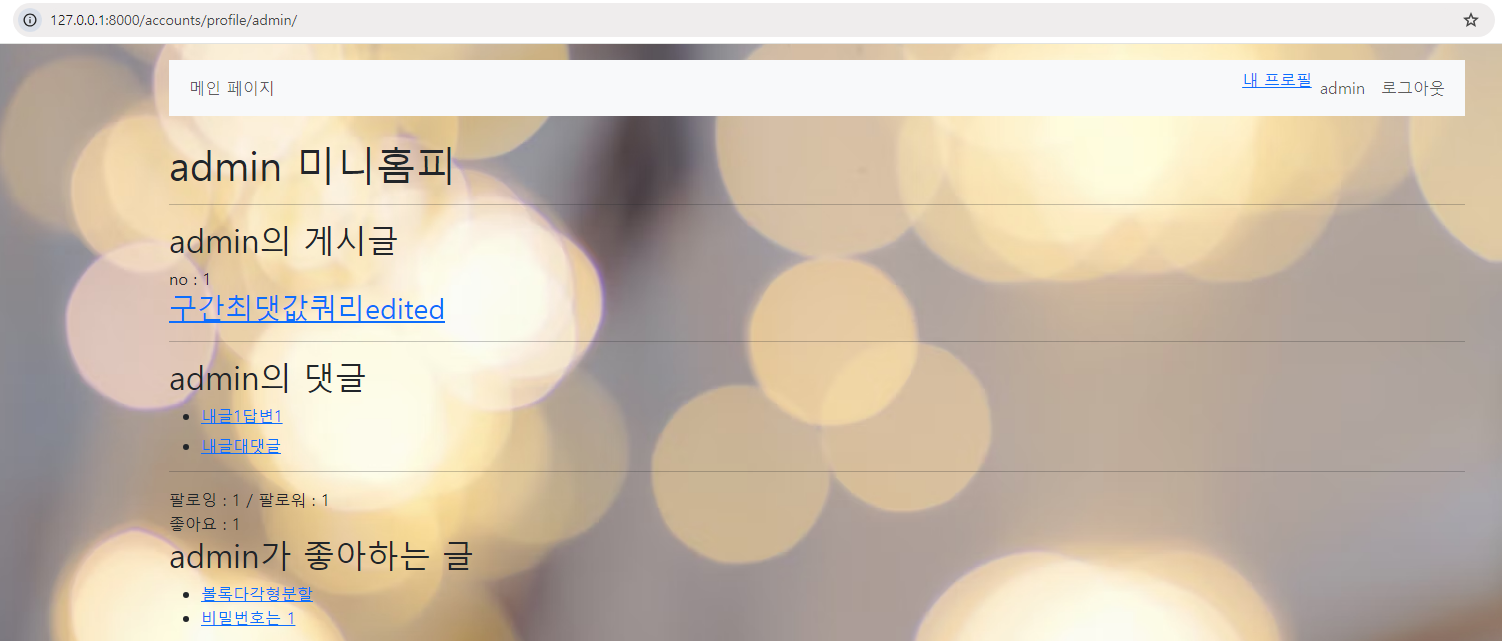 127.0.0.1:8000/accounts/profile/admin/
메인 페이지 내 프로필 admin 로그아웃
admin 미니홈피
admin의 게시글
no : 1
구간최댓값쿼리edited
admin의 댓글
내글1답변1
내글대댓글
팔로잉 : 1 / 팔로워 : 1
좋아요 : 1
admin가 좋아하는 글
볼록다각형분할
비밀번호는 1